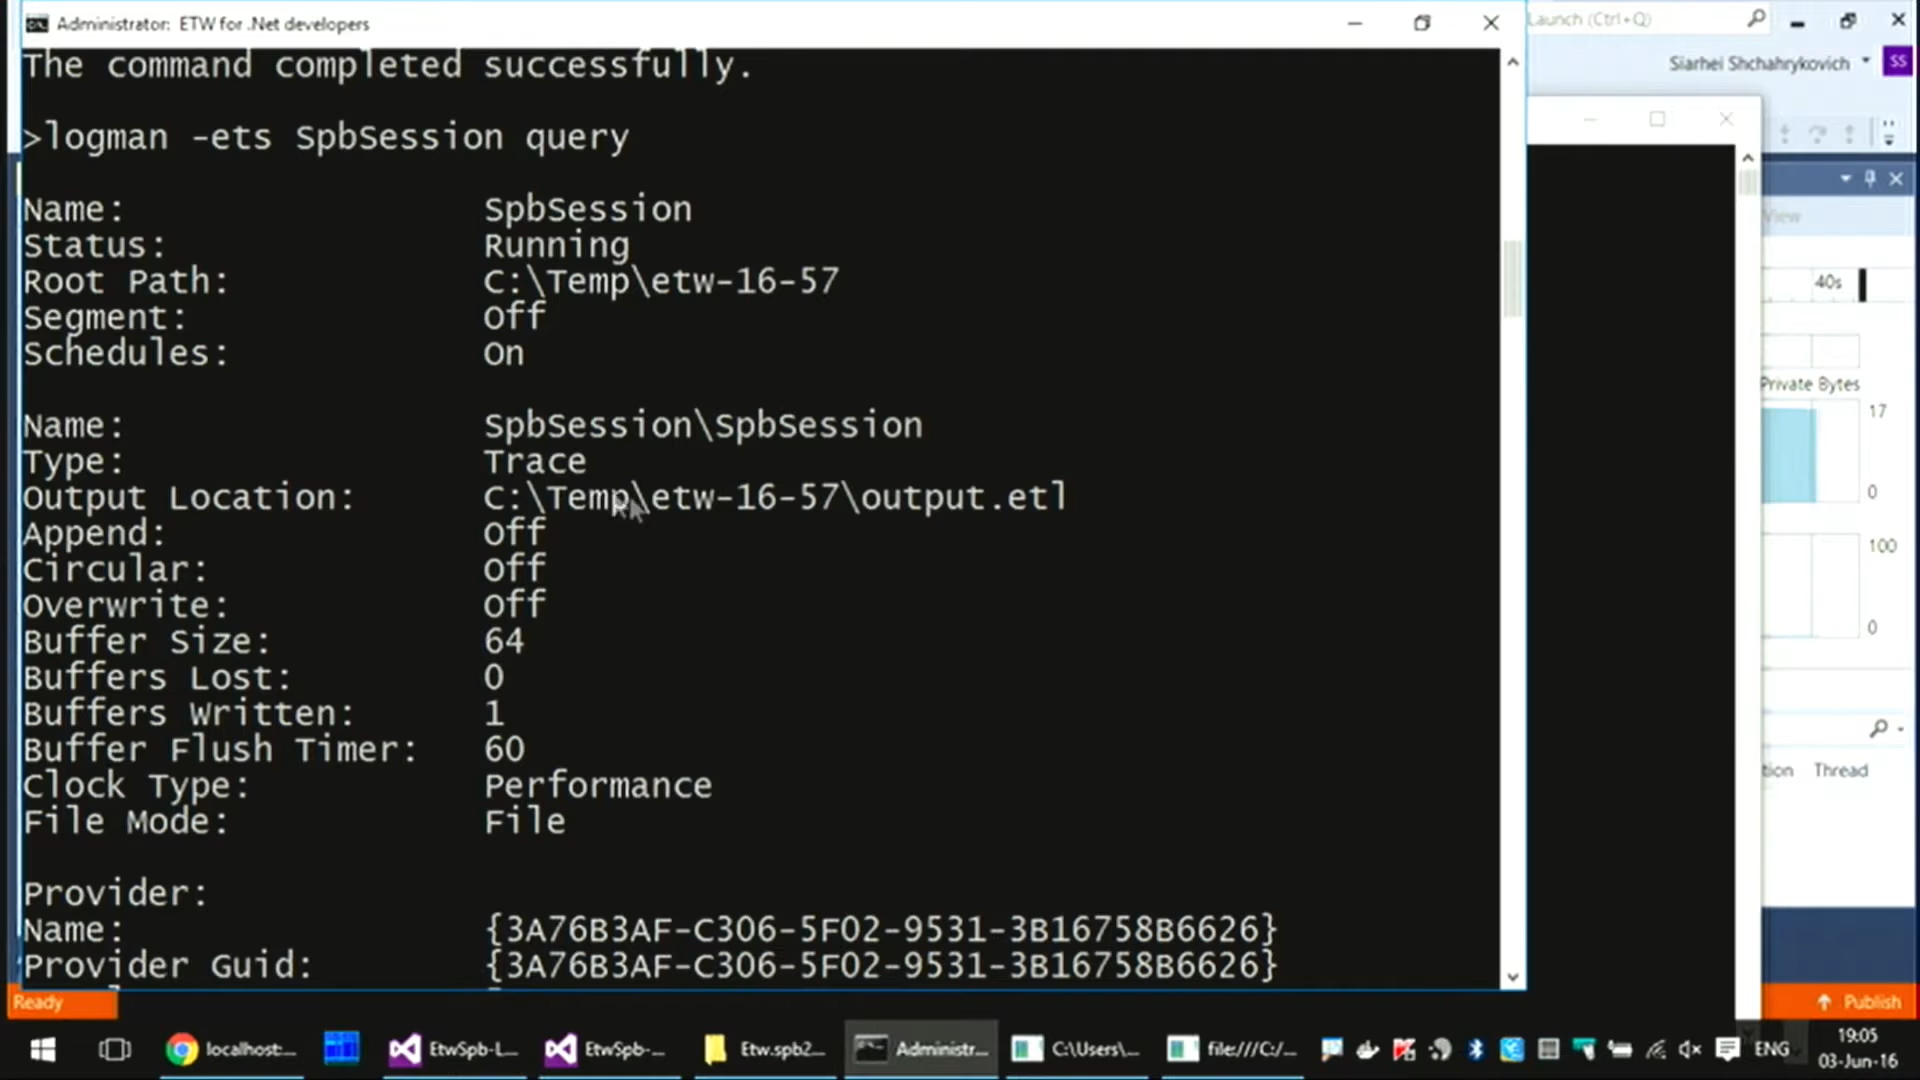 Administrator: ETW for .Net developers
Launch (Ctrl+Q)
Siarhei Shchahrykovich
SS
The command completed successfully.
>logman -ets SpbSession query
Name: SpbSession
Status: Running
Root Path: C:\Temp\etw-16-57
Segment: Off
Schedules: On
Name: SpbSession\SpbSession
Type: Trace
Output Location: C:\Temp\etw-16-57\output.etl
Append: Off
Circular: Off
Overwrite: Off
Buffer Size: 64
Buffers Lost: 0
Buffers Written: 1
Buffer Flush Timer: 60
Clock Type: Performance
File Mode: File
Provider:
Name: {3A76B3AF-C306-5F02-9531-3B16758B6626}
Provider Guid: {3A76B3AF-C306-5F02-9531-3B16758B6626}
View
40s
Private Bytes
17
0
100
0
tion Thread
Ready
Publish
localhost:...
EtwSpb-L...
EtwSpb-...
Etw.spb2...
Administr...
C:\Users\...
file:///C:/...
ENG
19:05
03-Jun-16